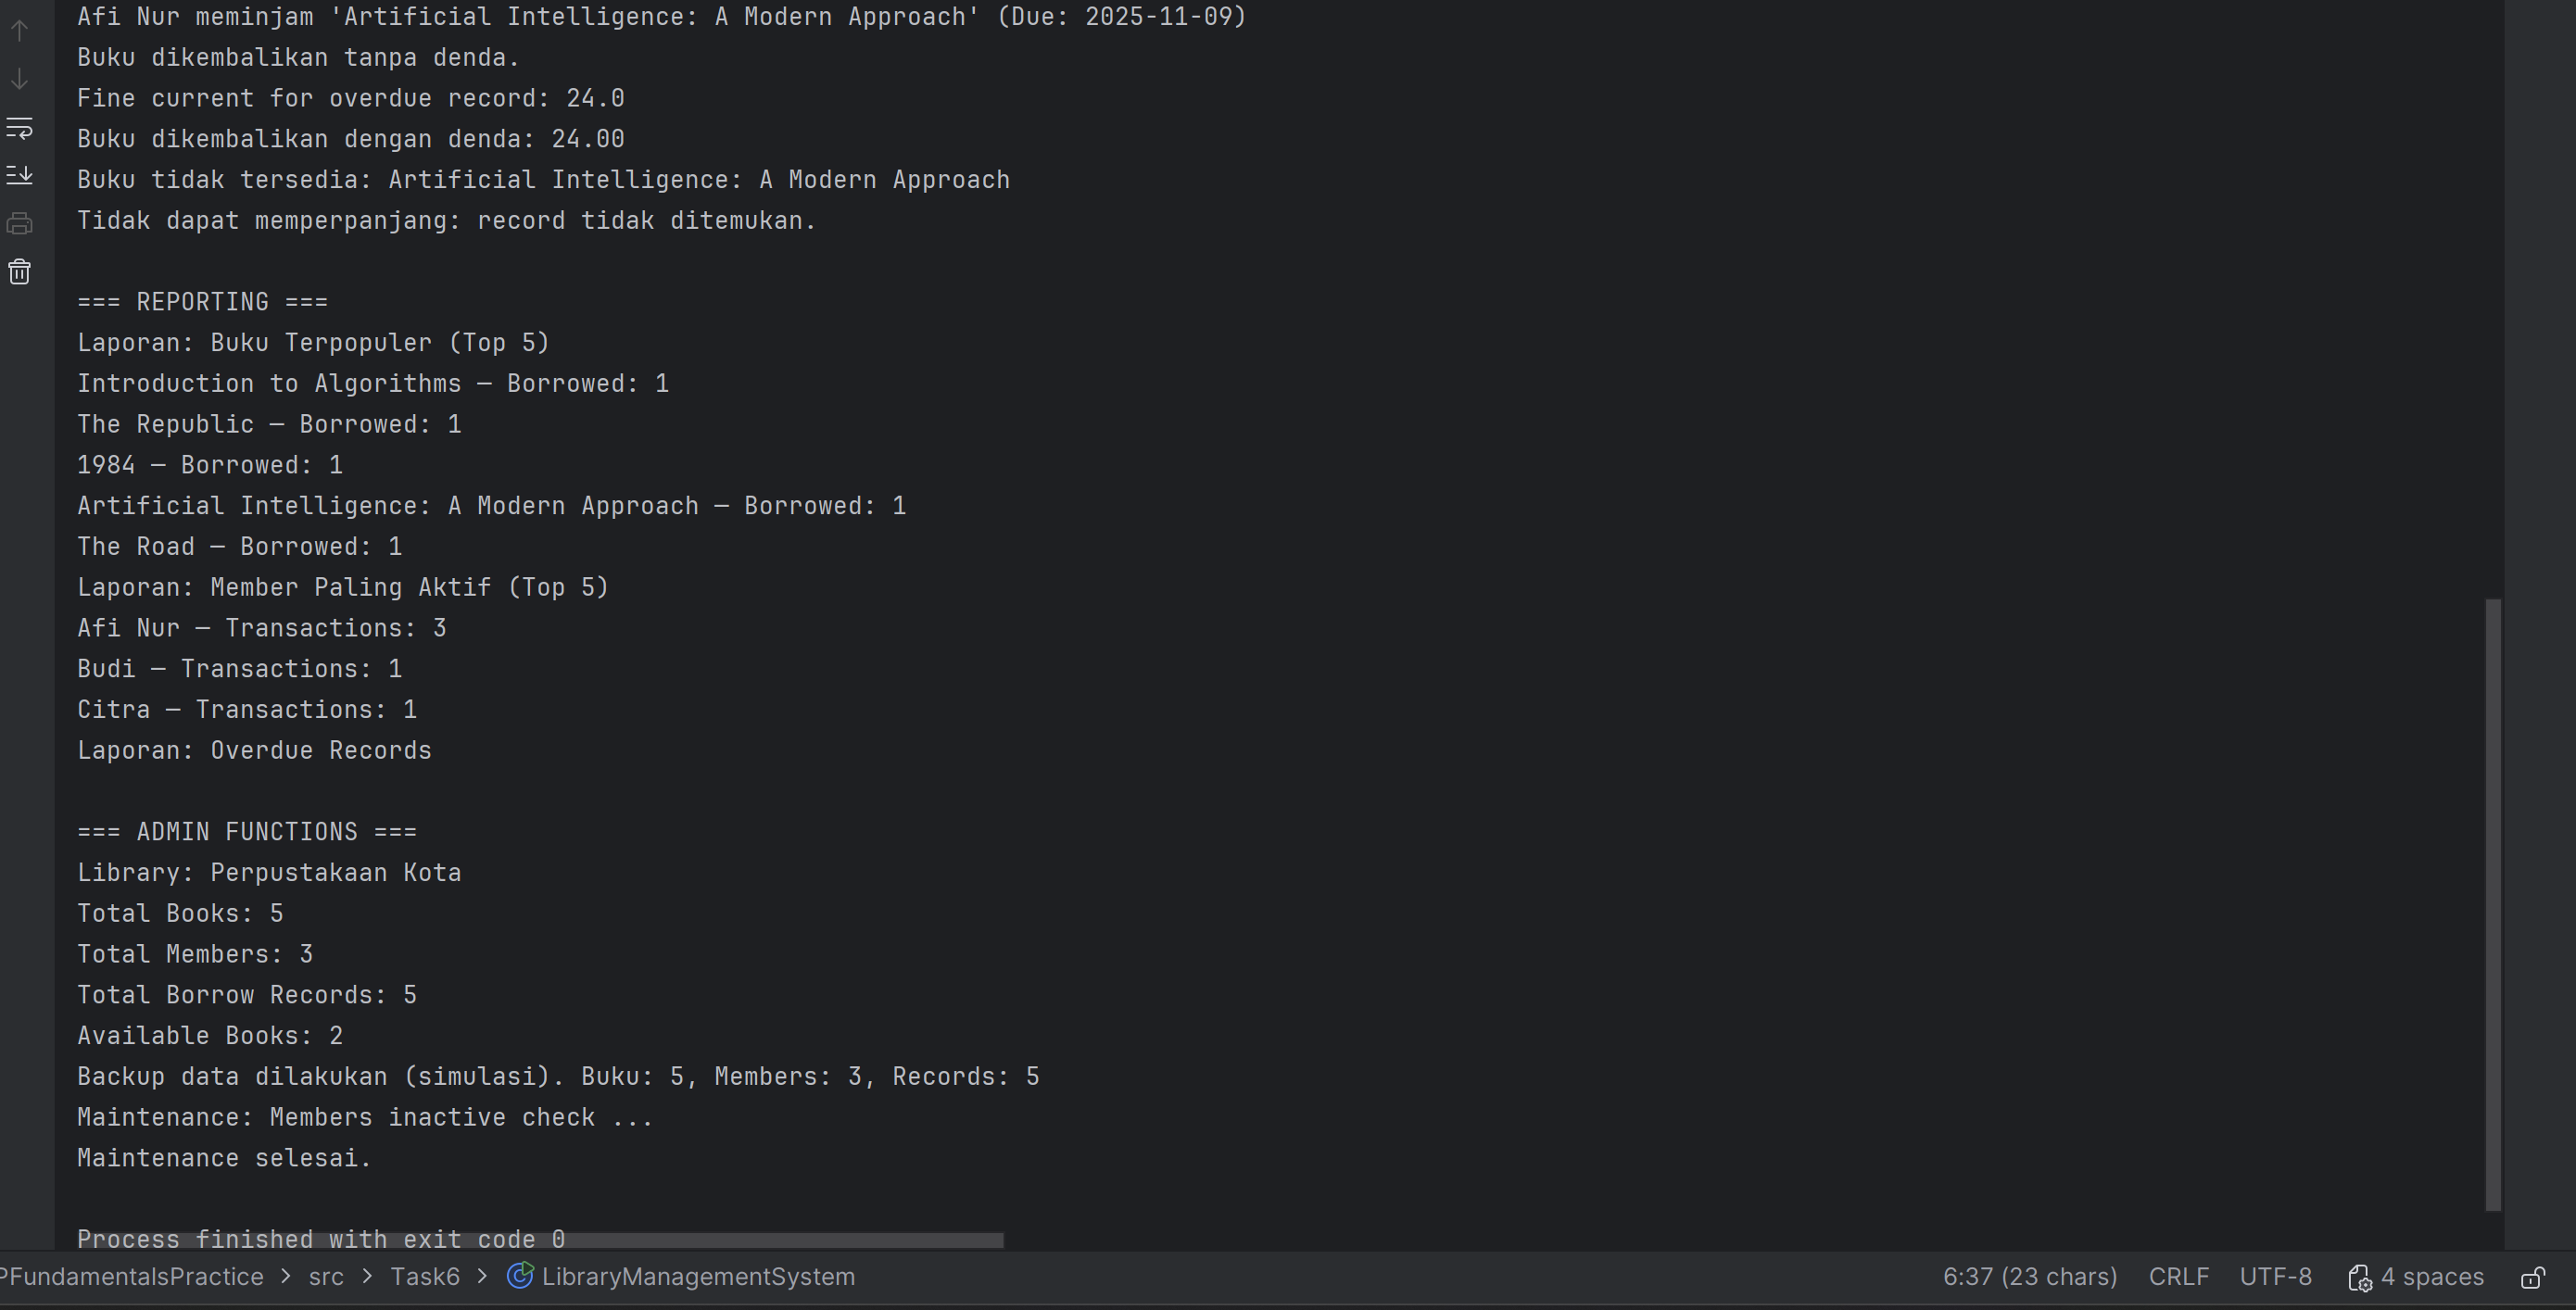 Afi Nur meminjam 'Artificial Intelligence: A Modern Approach' (Due: 2025-11-09)
Buku dikembalikan tanpa denda.
Fine current for overdue record: 24.0
Buku dikembalikan dengan denda: 24.00
Buku tidak tersedia: Artificial Intelligence: A Modern Approach
Tidak dapat memperpanjang: record tidak ditemukan.
=== REPORTING ===
Laporan: Buku Terpopuler (Top 5)
Introduction to Algorithms — Borrowed: 1
The Republic — Borrowed: 1
1984 — Borrowed: 1
Artificial Intelligence: A Modern Approach — Borrowed: 1
The Road — Borrowed: 1
Laporan: Member Paling Aktif (Top 5)
Afi Nur — Transactions: 3
Budi — Transactions: 1
Citra — Transactions: 1
Laporan: Overdue Records
=== ADMIN FUNCTIONS ===
Library: Perpustakaan Kota
Total Books: 5
Total Members: 3
Total Borrow Records: 5
Available Books: 2
Backup data dilakukan (simulasi). Buku: 5, Members: 3, Records: 5
Maintenance: Members inactive check ...
Maintenance selesai.
Process finished with exit code 0
PFundamentalsPractice > src > Task6 > LibraryManagementSystem 6:37 (23 chars) CRLF UTF-8 4 spaces